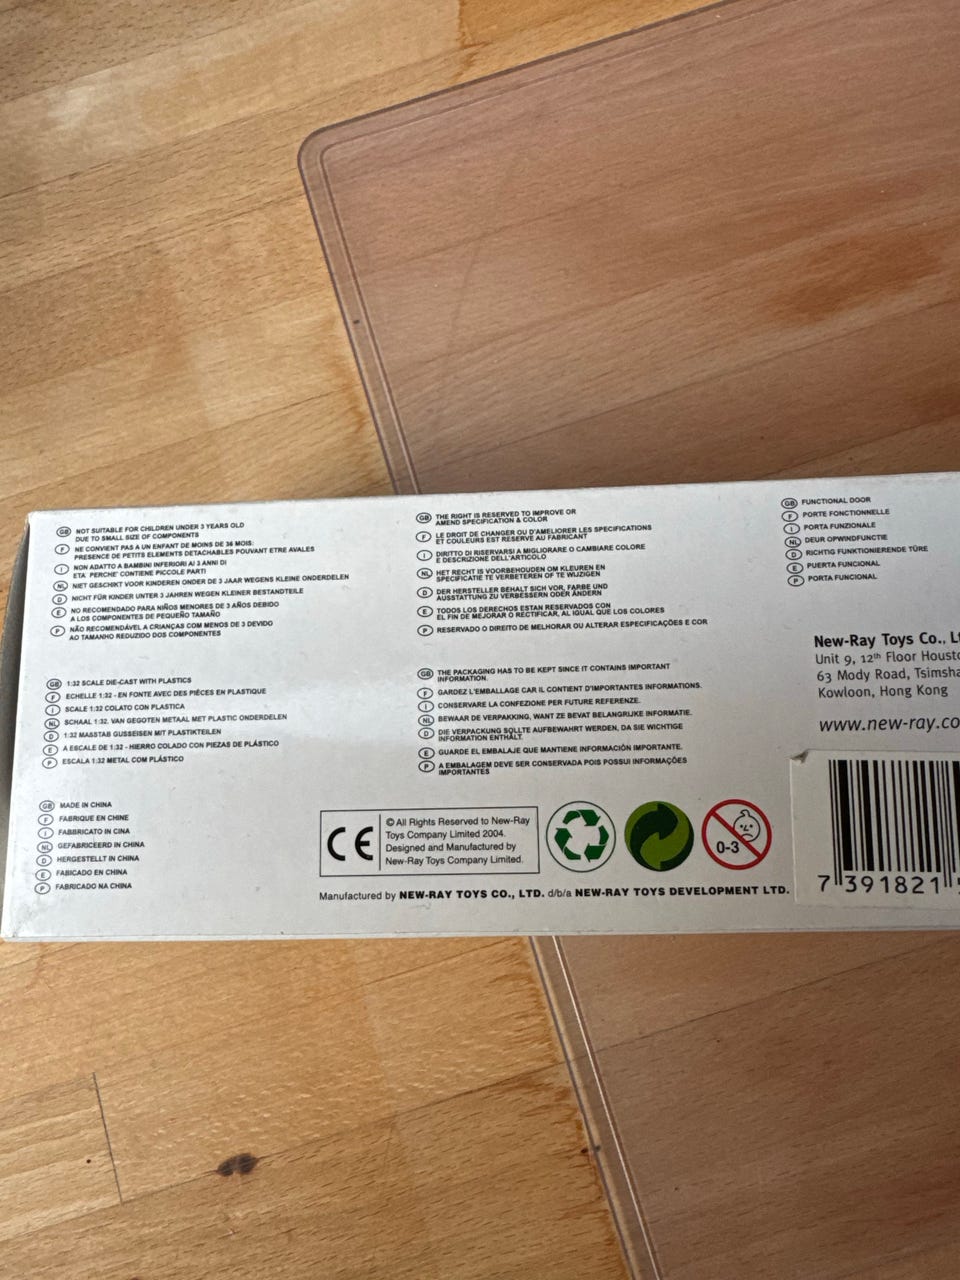 GB NOT SUITABLE FOR CHILDREN UNDER 3 YEARS OLD
DUE TO SMALL SIZE OF COMPONENTS
F NE CONVIENT PAS A UN ENFANT DE MOINS DE 36 MOIS:
PRESENCE DE PETITS ELEMENTS DETACHABLES POUVANT ETRE AVALES
I NON ADATTO A BAMBINI INFERIORI AI 3 ANNI DI
ETA PERCHE' CONTIENE PICCOLE PARTI
NL NIET GESCHIKT VOOR KINDEREN ONDER DE 3 JAAR WEGENS KLEINE ONDERDELEN
D NICHT FÜR KINDER UNTER 3 JAHREN WEGEN KLEINER BESTANDTEILE
E NO RECOMENDADO PARA NIÑOS MENORES DE 3 AÑOS DEBIDO
A LOS COMPONENTES DE PEQUEÑO TAMAÑO
P NÃO RECOMENDÁVEL A CRIANÇAS COM MENOS DE 3 DEVIDO
AO TAMANHO REDUZIDO DOS COMPONENTES
GB 1:32 SCALE DIE-CAST WITH PLASTICS
F ECHELLE 1:32 - EN FONTE AVEC DES PIÈCES EN PLASTIQUE
I SCALE 1:32 COLATO CON PLASTICA
NL SCHAAL 1:32. VAN GEGOTEN METAAL MET PLASTIC ONDERDELEN
D 1:32 MASSTAB GUSSEISEN MIT PLASTIKTEILEN
E A ESCALE DE 1:32 - HIERRO COLADO CON PIEZAS DE PLÁSTICO
P ESCALA 1:32 METAL COM PLÁSTICO
GB MADE IN CHINA
F FABRIQUE EN CHINE
I FABBRICATO IN CINA
NL GEFABRICEERD IN CHINA
D HERGESTELLT IN CHINA
E FABICADO EN CHINA
P FABRICADO NA CHINA
GB THE RIGHT IS RESERVED TO IMPROVE OR
AMEND SPECIFICATION & COLOR
F LE DROIT DE CHANGER OU D'AMELIORER LES SPECIFICATIONS
ET COULEURS EST RESERVE AU FABRICANT
I DIRITTO DI RISERVARSI A MIGLIORARE O CAMBIARE COLORE
E DESCRIZIONE DELL'ARTICOLO
NL HET RECHT IS VOORBEHOUDEN OM KLEUREN EN
SPECIFICATIE TE VERBETEREN OF TE WIJZIGEN
D DER HERSTELLER BEHALT SICH VOR, FARBE UND
AUSSTATTUNG ZU VERBESSERN ODER ÄNDERN
E TODOS LOS DERECHOS ESTAN RESERVADOS CON
EL FIN DE MEJORAR O RECTIFICAR, AL IGUAL QUE LOS COLORES
P RESERVADO O DIREITO DE MELHORAR OU ALTERAR ESPECIFICAÇÕES E COR
GB THE PACKAGING HAS TO BE KEPT SINCE IT CONTAINS IMPORTANT
INFORMATION.
F GARDEZ L'EMBALLAGE CAR IL CONTIENT D'IMPORTANTES INFORMATIONS.
I CONSERVARE LA CONFEZIONE PER FUTURE REFERENZE.
NL BEWAAR DE VERPAKKING, WANT ZE BEVAT BELANGRIJKE INFORMATIE.
D DIE VERPACKUNG SOLLTE AUFBEWAHRT WERDEN, DA SIE WICHTIGE
INFORMATION ENTHÄLT.
E GUARDE EL EMBALAJE QUE MANTIENE INFORMACIÓN IMPORTANTE.
P A EMBALAGEM DEVE SER CONSERVADA POIS POSSUI INFORMAÇÕES
IMPORTANTES
GB FUNCTIONAL DOOR
F PORTE FONCTIONNELLE
I PORTA FUNZIONALE
NL DEUR OPWINDFUNCTIE
D RICHTIG FUNKTIONIERENDE TÜRE
E PUERTA FUNCIONAL
P PORTA FUNCIONAL
New-Ray Toys Co.,
Unit 9, 12th Floor
63 Mody Road,
Kowloon, Hong Kong
www.new-ray.co
CE
© All Rights Reserved to New-Ray
Toys Company Limited 2004.
Designed and Manufactured by
New-Ray Toys Company Limited.
0-3
Manufactured by NEW-RAY TOYS CO., LTD. d/b/a NEW-RAY TOYS DEVELOPMENT LTD.
7 391821